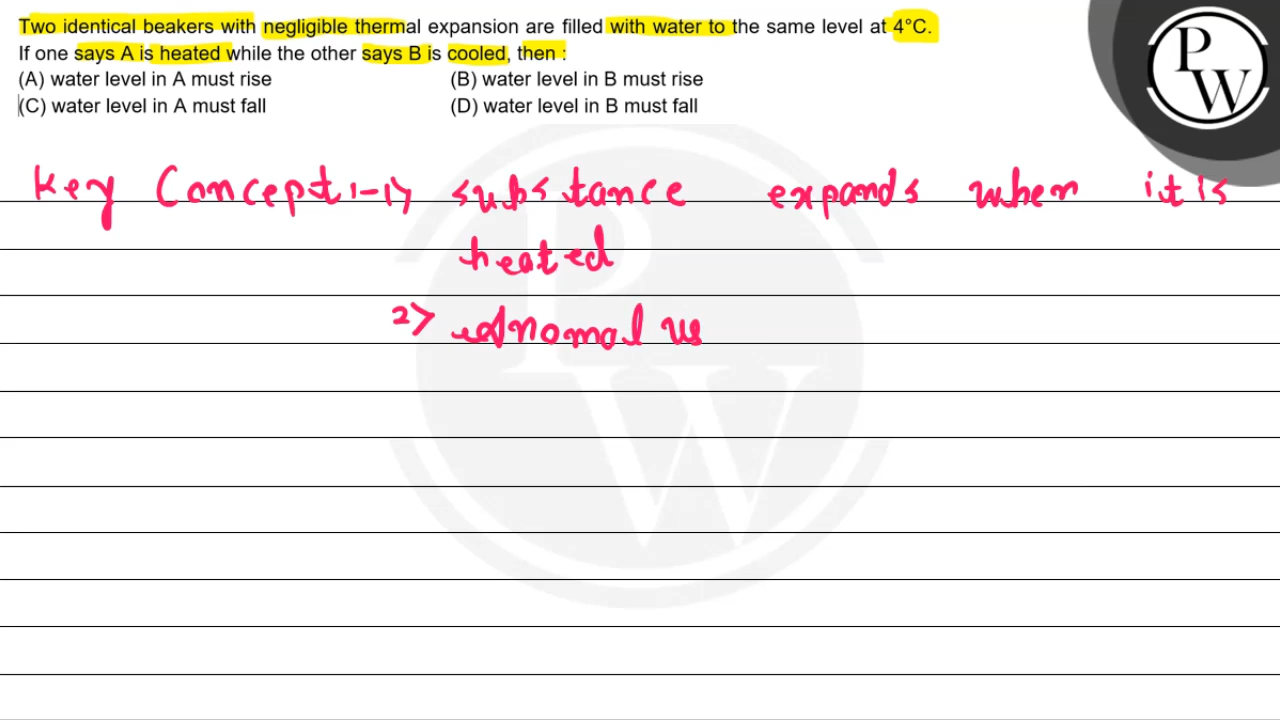 Two identical beakers with negligible thermal expansion are filled with water to the same level at 4°C.
If one says A is heated while the other says B is cooled, then :
(A) water level in A must rise (B) water level in B must rise
(C) water level in A must fall (D) water level in B must fall
P
W
Key Concept :- 1> substance expands when it is
heated
2> Anomal